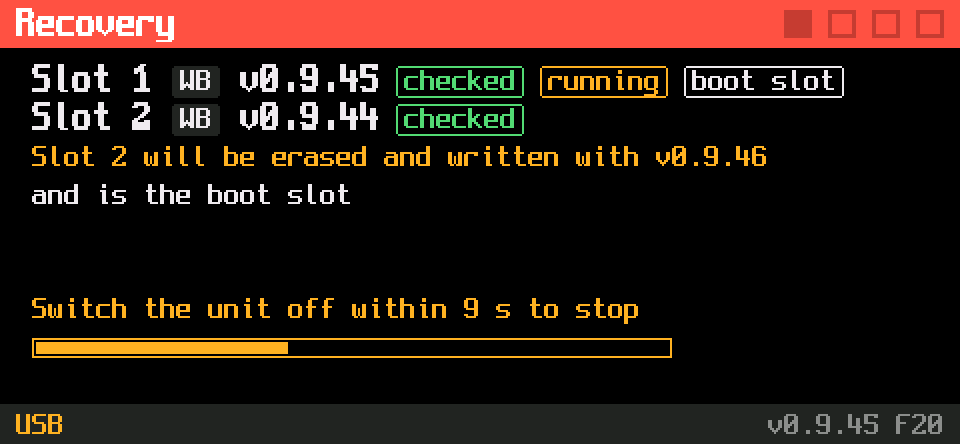 Recovery
Slot 1 WB v0.9.45 checked running boot slot
Slot 2 WB v0.9.44 checked
Slot 2 will be erased and written with v0.9.46
and is the boot slot
Switch the unit off within 9 s to stop
USB v0.9.45 F20